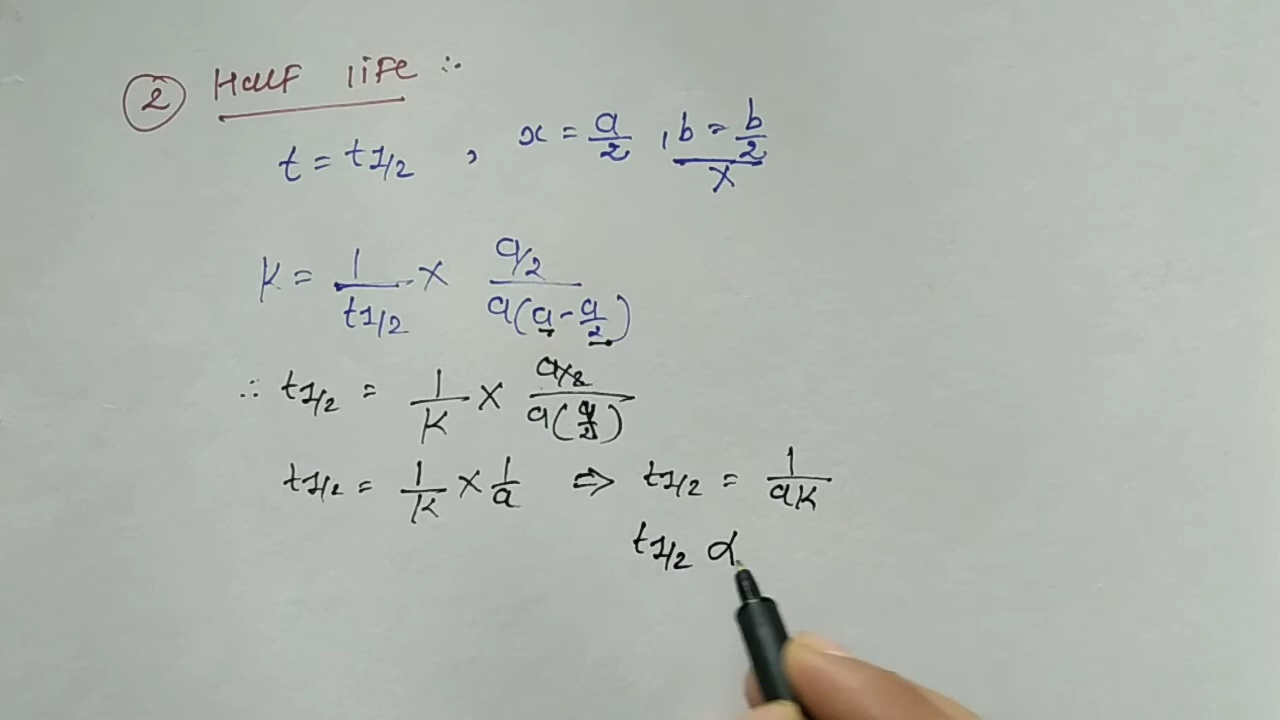 ② Half life :-
t = t1/2 , x = a/2 , b = b/2
x
K = 1/t1/2 × a/2 / a(a - a/2)
∴ t1/2 = 1/K × a/2 / a(a/2)
t1/2 = 1/K × 1/a ⇒ t1/2 = 1/aK
t1/2 α